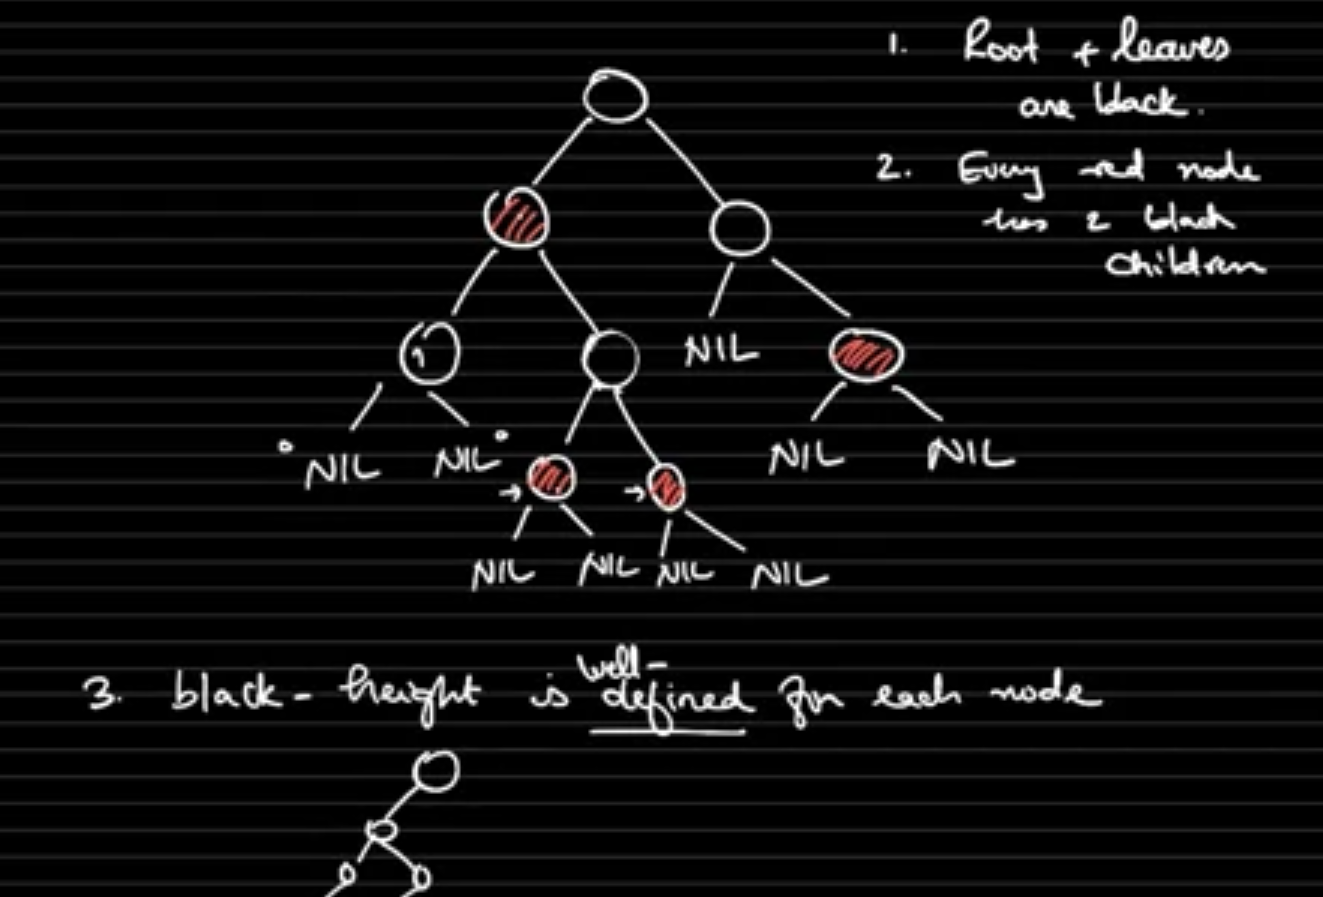 1. Root + leaves
are black.
2. Every red node
has 2 black
children
NIL
NIL
NIL
NIL
NIL
NIL
NIL
NIL
NIL
3. black-height is well-defined for each node